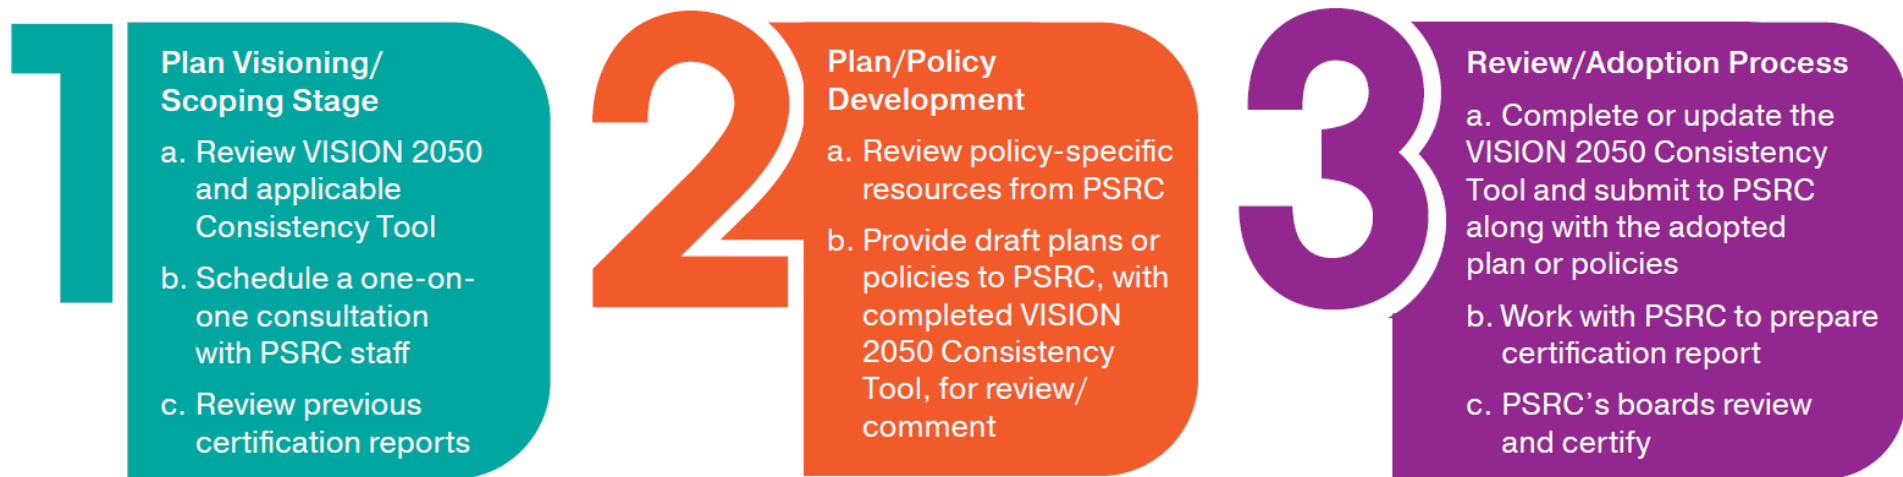 1
Plan Visioning/
Scoping Stage
a. Review VISION 2050
and applicable
Consistency Tool
b. Schedule a one-on-
one consultation
with PSRC staff
c. Review previous
certification reports
2
Plan/Policy
Development
a. Review policy-specific
resources from PSRC
b. Provide draft plans or
policies to PSRC, with
completed VISION
2050 Consistency
Tool, for review/
comment
3
Review/Adoption Process
a. Complete or update the
VISION 2050 Consistency
Tool and submit to PSRC
along with the adopted
plan or policies
b. Work with PSRC to prepare
certification report
c. PSRC’s boards review
and certify